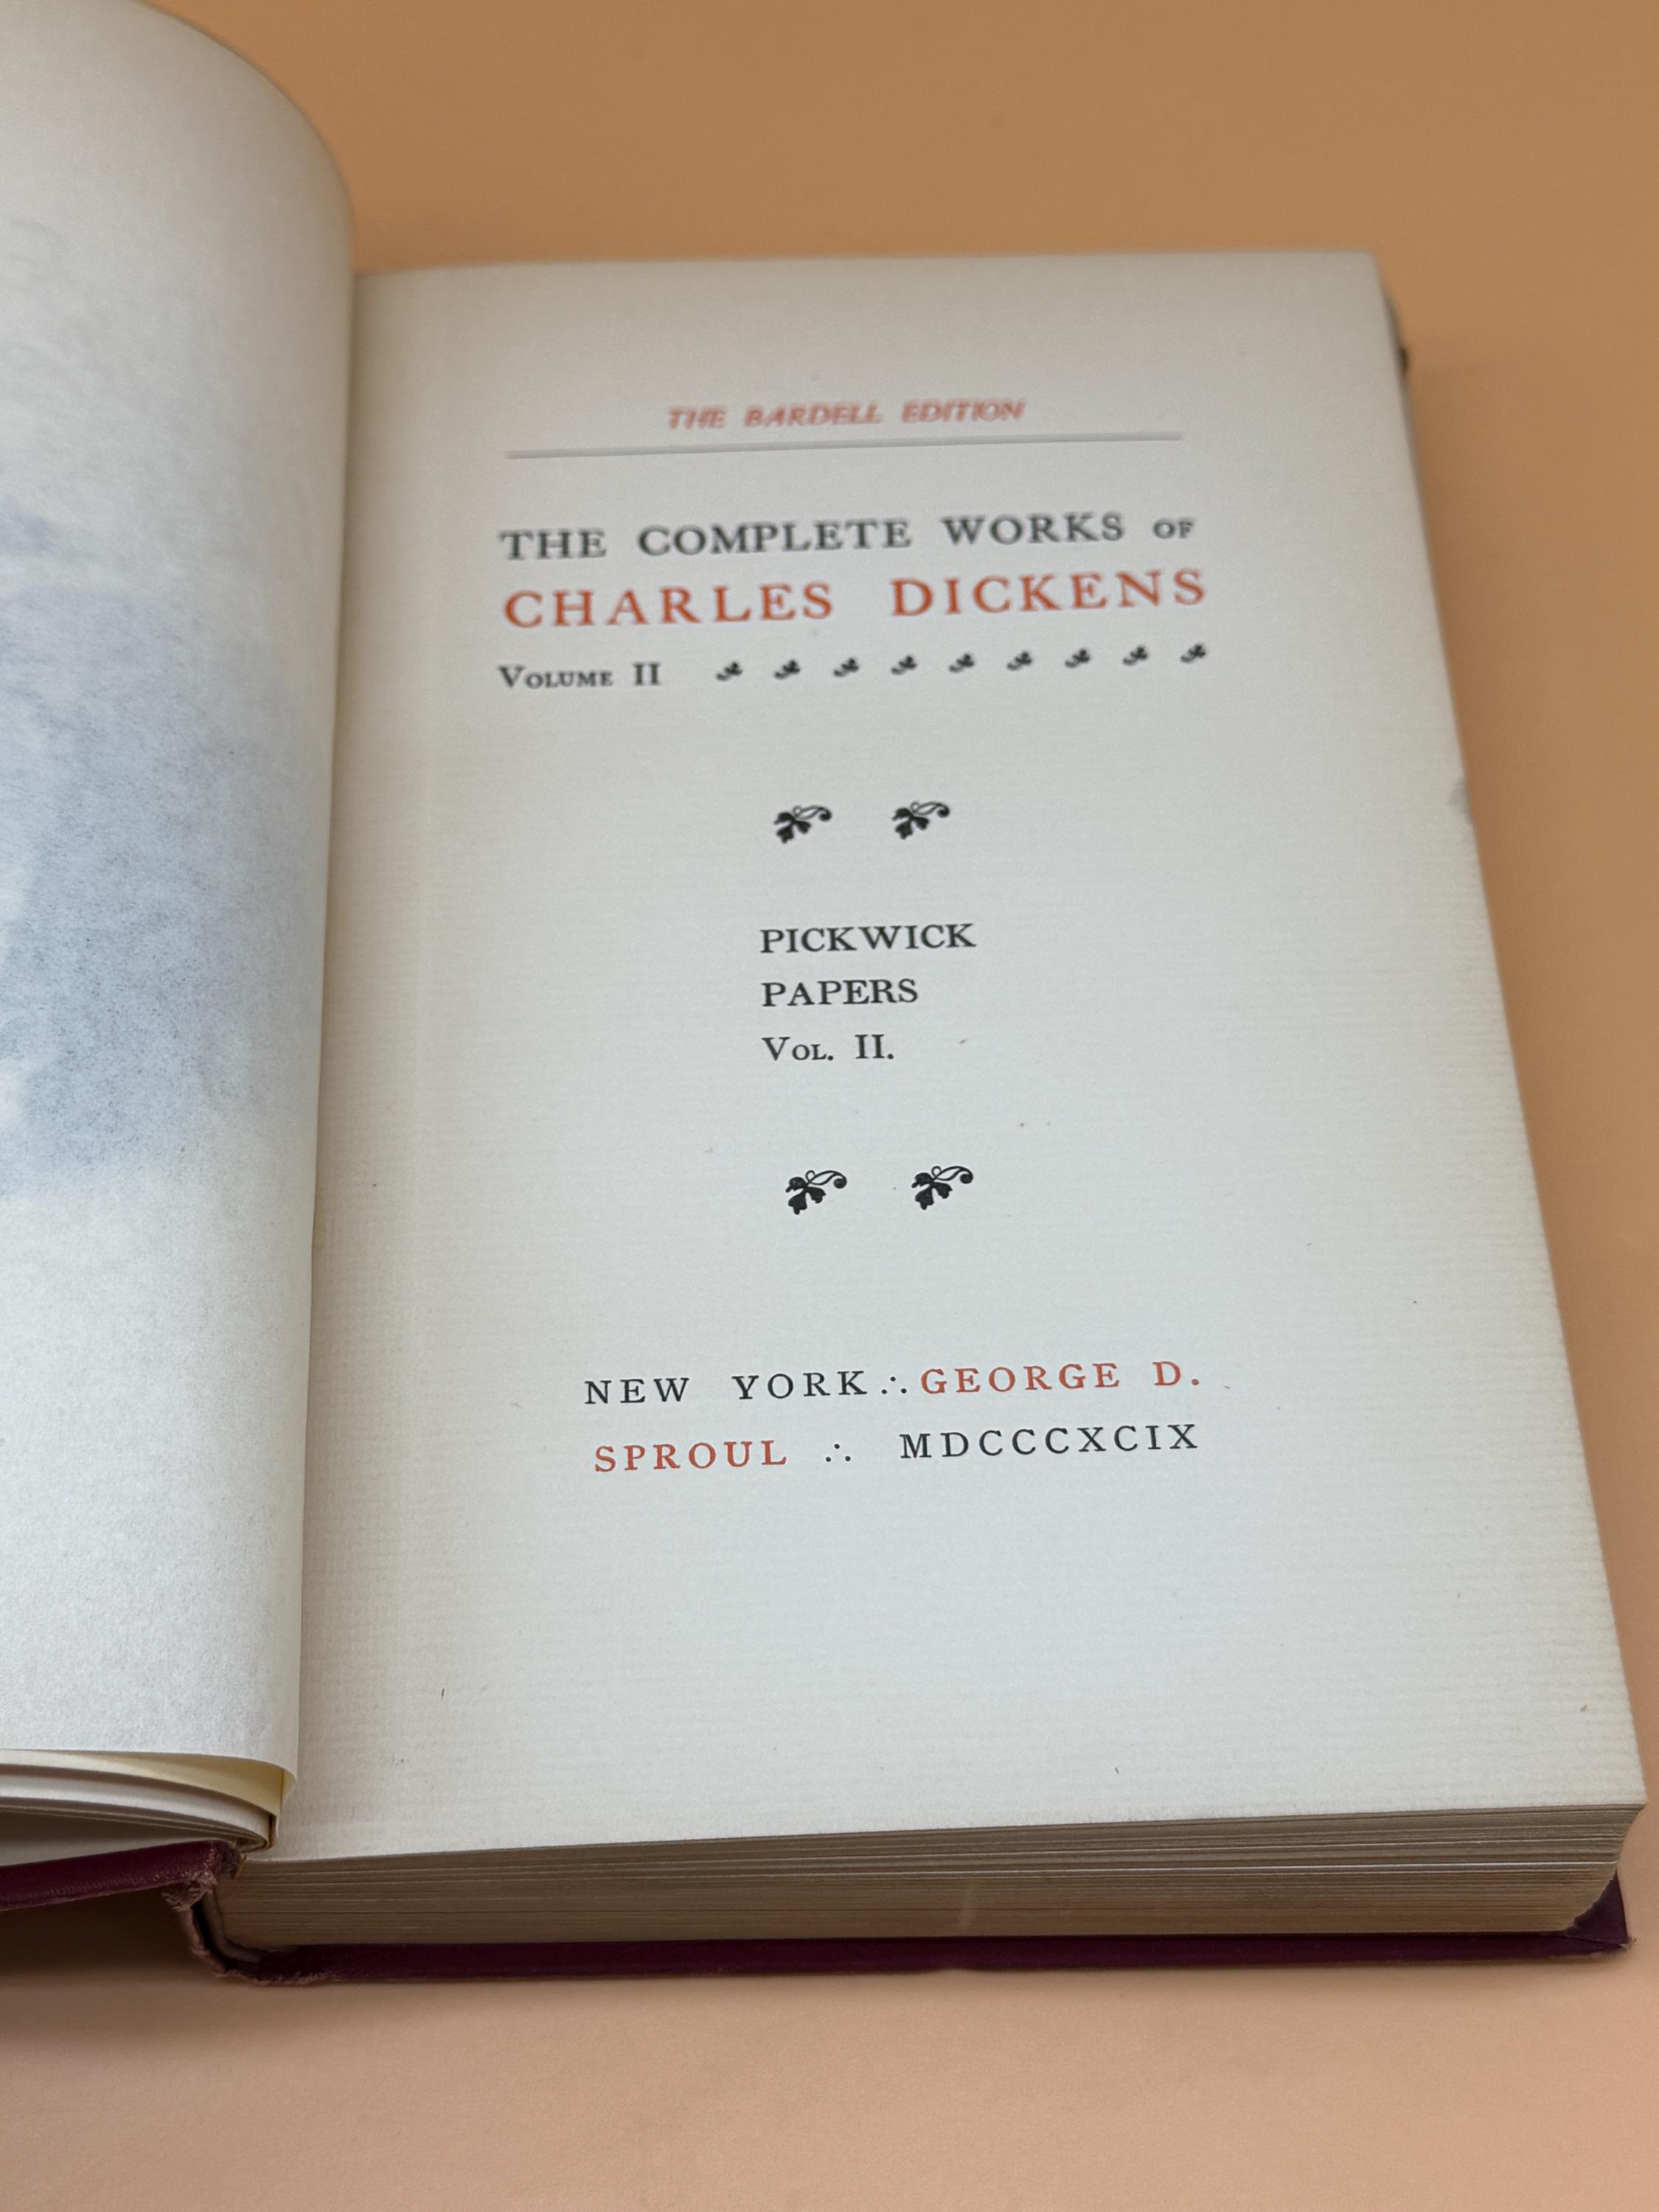 THE BARDELL EDITION
THE COMPLETE WORKS OF
CHARLES DICKENS
VOLUME II
PICKWICK
PAPERS
VOL. II.
NEW YORK ∴ GEORGE D.
SPROUL ∴ MDCCCXCIX